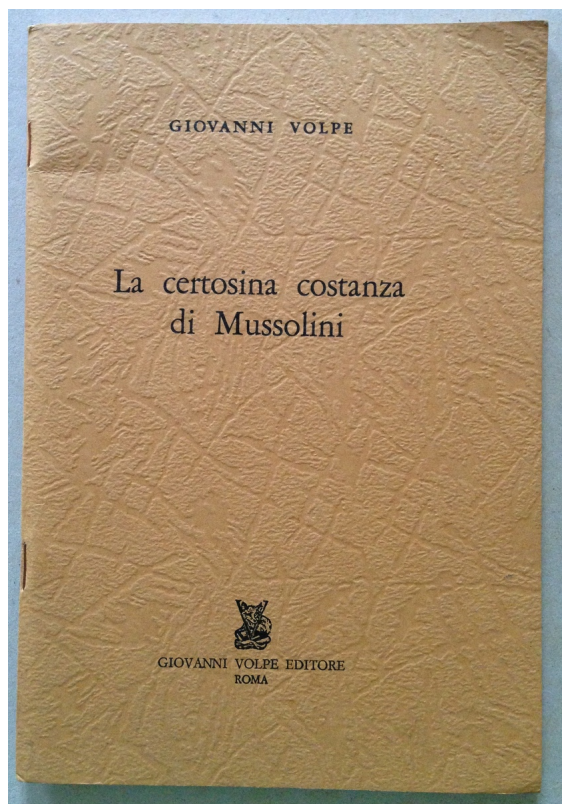 GIOVANNI VOLPE
La certosina costanza
di Mussolini
GIOVANNI VOLPE EDITORE
ROMA